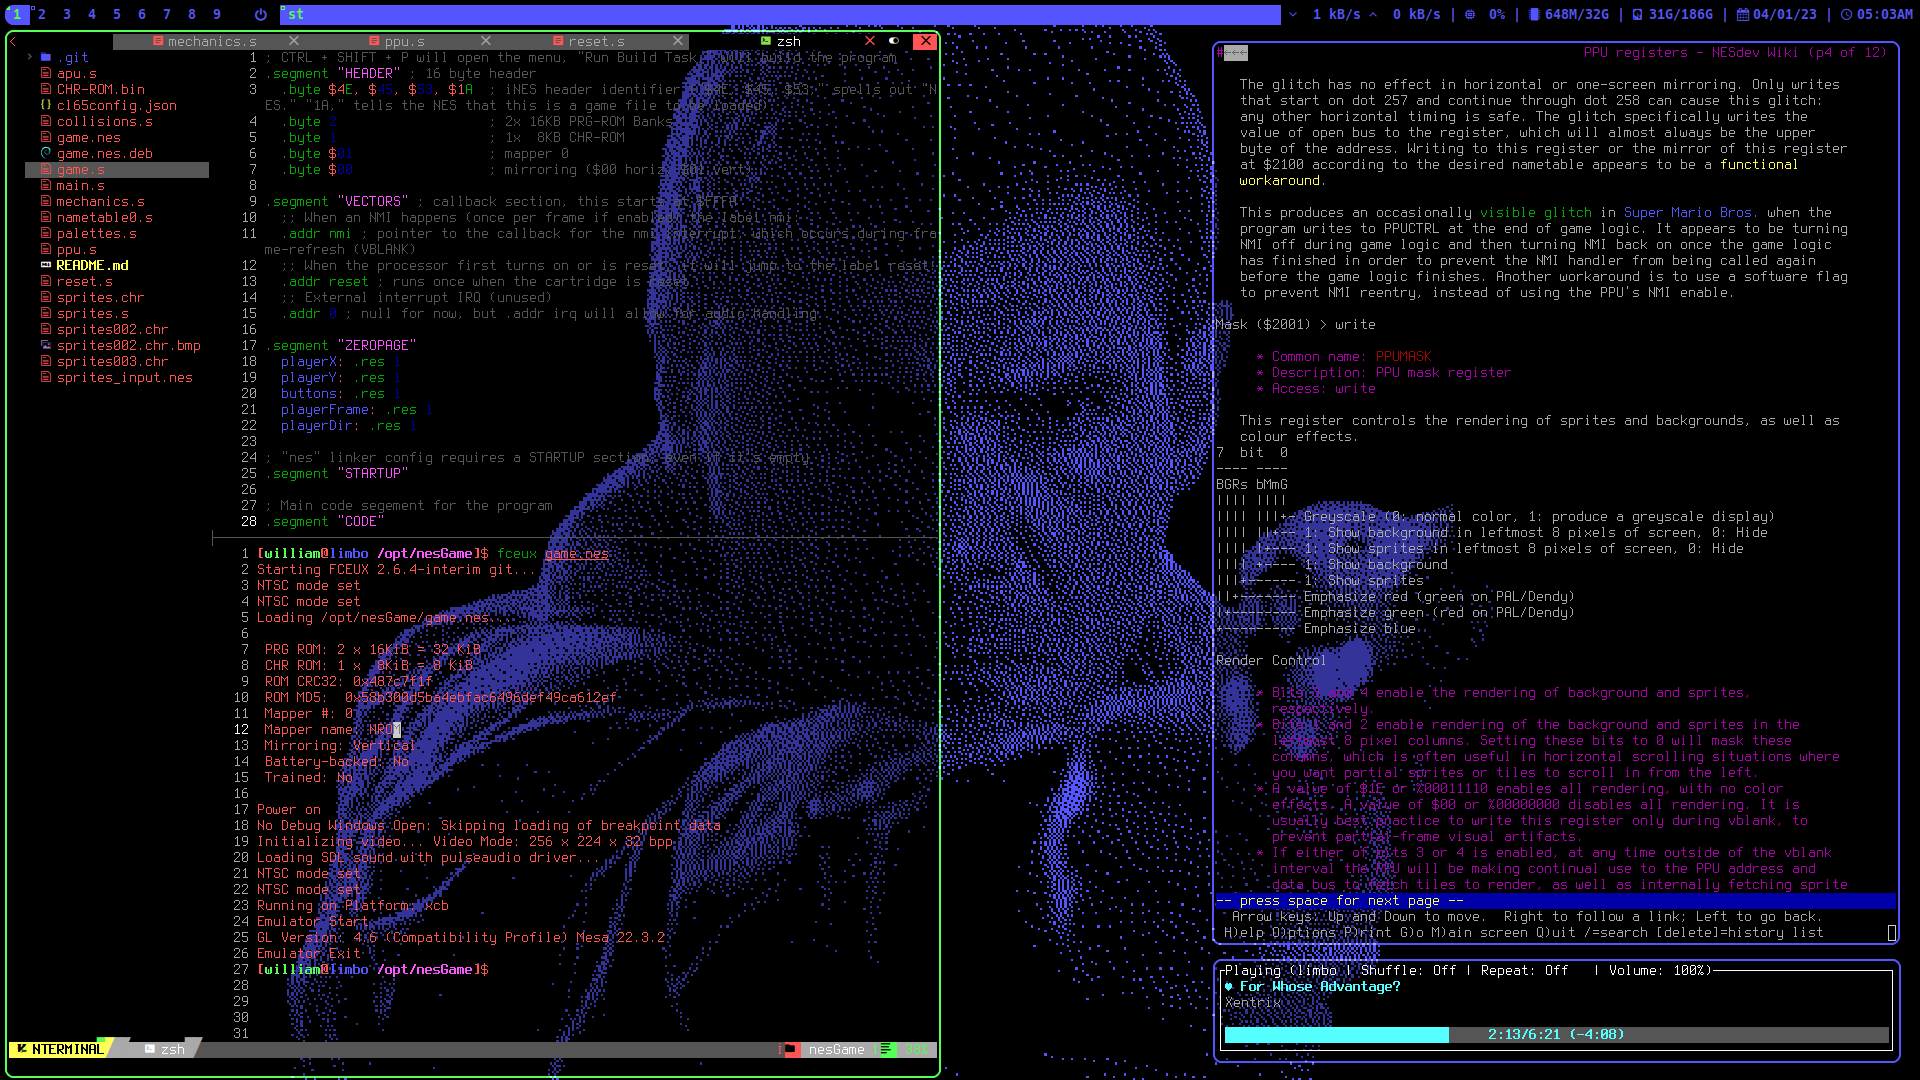 1 2 3 4 5 6 7 8 9 st 1 kB/s 0 kB/s | 0% | 648M/32G | 31G/186G | 04/01/23 | 05:03AM
mechanics.s ppu.s reset.s zsh
.git
apu.s
CHR-ROM.bin
cl65config.json
collisions.s
game.nes
game.nes.deb
game.s
main.s
mechanics.s
nametable0.s
palettes.s
ppu.s
README.md
reset.s
sprites.chr
sprites.s
sprites002.chr
sprites002.chr.bmp
sprites003.chr
sprites_input.nes
1 ; CTRL + SHIFT + P will open the menu, "Run Build Task" will build the program
2 .segment "HEADER" ; 16 byte header
3 .byte $4E, $45, $53, $1A ; iNES header identifier $4E, $45, $53 " spells out "N
ES." "1A," tells the NES that this is a game file to be loaded
4 .byte 2 ; 2x 16KB PRG-ROM Banks
5 .byte 1 ; 1x 8KB CHR-ROM
6 .byte $01 ; mapper 0
7 .byte $00 ; mirroring ($00 horiz, $01 vert)
8
9 .segment "VECTORS" ; callback section, this starts at $FFFA
10 ;; When an NMI happens (once per frame if enabled) the label nmi:
11 .addr nmi ; pointer to the callback for the nmi interrupt, which occurs during fra
me-refresh (VBLANK)
12 ;; When the processor first turns on or is reset, it will jump to the label reset:
13 .addr reset ; runs once when the cartridge is reset
14 ;; External interrupt IRQ (unused)
15 .addr 0 ; null for now, but .addr irq will allow for audio handling
16
17 .segment "ZEROPAGE"
18 playerX: .res 1
19 playerY: .res 1
20 buttons: .res 1
21 playerFrame: .res 1
22 playerDir: .res 1
23
24 ; "nes" linker config requires a STARTUP section, even if it's empty
25 .segment "STARTUP"
26
27 ; Main code segement for the program
28 .segment "CODE"
1 [william@limbo /opt/nesGame]$ fceux game.nes
2 Starting FCEUX 2.6.4-interim git...
3 NTSC mode set
4 NTSC mode set
5 Loading /opt/nesGame/game.nes...
6
7 PRG ROM: 2 x 16KiB = 32 KiB
8 CHR ROM: 1 x 8KiB = 8 KiB
9 ROM CRC32: 0x487c7f1f
10 ROM MD5: 0x58b300d5ba4ebfac6496def49ca612ef
11 Mapper #: 0
12 Mapper name: NROM
13 Mirroring: Vertical
14 Battery-backed: No
15 Trained: No
16
17 Power on
18 No Debug Windows Open: Skipping loading of breakpoint data
19 Initializing video... Video Mode: 256 x 224 x 32 bpp
20 Loading SDL sound with pulseaudio driver...
21 NTSC mode set
22 NTSC mode set
23 Running on Platform: xcb
24 Emulator Start
25 GL Version: 4.6 (Compatibility Profile) Mesa 22.3.2
26 Emulator Exit
27 [william@limbo /opt/nesGame]$
28
29
30
31
NTERMINAL zsh nesGame
#←←← PPU registers - NESdev Wiki (p4 of 12)
The glitch has no effect in horizontal or one-screen mirroring. Only writes
that start on dot 257 and continue through dot 258 can cause this glitch:
any other horizontal timing is safe. The glitch specifically writes the
value of open bus to the register, which will almost always be the upper
byte of the address. Writing to this register or the mirror of this register
at $2100 according to the desired nametable appears to be a functional
workaround.
This produces an occasionally visible glitch in Super Mario Bros. when the
program writes to PPUCTRL at the end of game logic. It appears to be turning
NMI off during game logic and then turning NMI back on once the game logic
has finished in order to prevent the NMI handler from being called again
before the game logic finishes. Another workaround is to use a software flag
to prevent NMI reentry, instead of using the PPU's NMI enable.
Mask ($2001) > write
* Common name: PPUMASK
* Description: PPU mask register
* Access: write
This register controls the rendering of sprites and backgrounds, as well as
colour effects.
7 bit 0
---- ----
BGRs bMmG
|||| ||||
|||| |||+- Greyscale (0: normal color, 1: produce a greyscale display)
|||| ||+-- 1: Show background in leftmost 8 pixels of screen, 0: Hide
|||| |+--- 1: Show sprites in leftmost 8 pixels of screen, 0: Hide
|||| +---- 1: Show background
|||+------ 1: Show sprites
||+------- Emphasize red (green on PAL/Dendy)
|+-------- Emphasize green (red on PAL/Dendy)
+--------- Emphasize blue
Render Control
* Bits 3 and 4 enable the rendering of background and sprites,
respectively.
* Bits 1 and 2 enable rendering of the background and sprites in the
leftmost 8 pixel columns. Setting these bits to 0 will mask these
columns, which is often useful in horizontal scrolling situations where
you want partial sprites or tiles to scroll in from the left.
* A value of $1E or %00011110 enables all rendering, with no color
effects. A value of $00 or %00000000 disables all rendering. It is
usually best practice to write this register only during vblank, to
prevent partial-frame visual artifacts.
* If either of bits 3 or 4 is enabled, at any time outside of the vblank
interval the PPU will be making continual use to the PPU address and
data bus to fetch tiles to render, as well as internally fetching sprite
-- press space for next page --
Arrow keys: Up and Down to move. Right to follow a link; Left to go back.
H)elp O)ptions P)rint G)o M)ain screen Q)uit /=search [delete]=history list
Playing (limbo | Shuffle: Off | Repeat: Off | Volume: 100%)
♥ For Whose Advantage?
Xentrix
2:13/6:21 (-4:08)